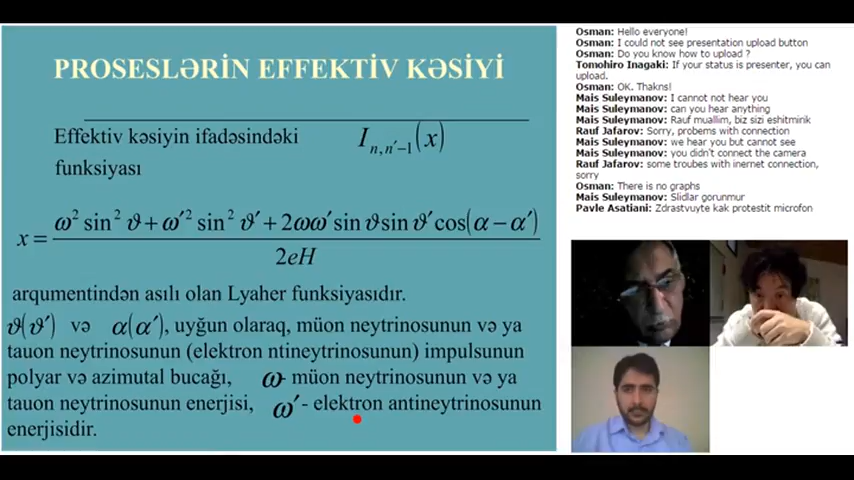 PROSESLƏRİN EFFEKTİV KƏSİYİ
Effektiv kəsiyin ifadəsindəki I n,n′−1 (x)
funksiyası
x = (ω² sin² ϑ + ω′² sin² ϑ′ + 2ωω′ sin ϑ sin ϑ′ cos(α − α′)) / 2eH
arqumentindən asılı olan Lyaher funksiyasıdır.
ϑ(ϑ′) və α(α′), uyğun olaraq, müon neytrinosunun və ya
tauon neytrinosunun (elektron ntineytrinosunun) impulsunun
polyar və azimutal bucağı, ω- müon neytrinosunun və ya
tauon neytrinosunun enerjisi, ω′ - elektron antineytrinosunun
enerjisidir.
Osman: Hello everyone!
Osman: I could not see presentation upload button
Osman: Do you know how to upload ?
Tomohiro Inagaki: If your status is presenter, you can
upload.
Osman: OK. Thakns!
Mais Suleymanov: I cannot not hear you
Mais Suleymanov: can you hear anything
Mais Suleymanov: Rauf muallim, biz sizi eshitmink
Rauf Jafarov: Sorry, probems with connection
Mais Suleymanov: we hear you but cannot see
Mais Suleymanov: you didn't connect the camera
Rauf Jafarov: some troubes with inernet connection,
sorry
Osman: There is no graphs
Mais Suleymanov: Slidlar gorunmur
Pavle Asatiani: Zdrastvuyte kak protestit microfon